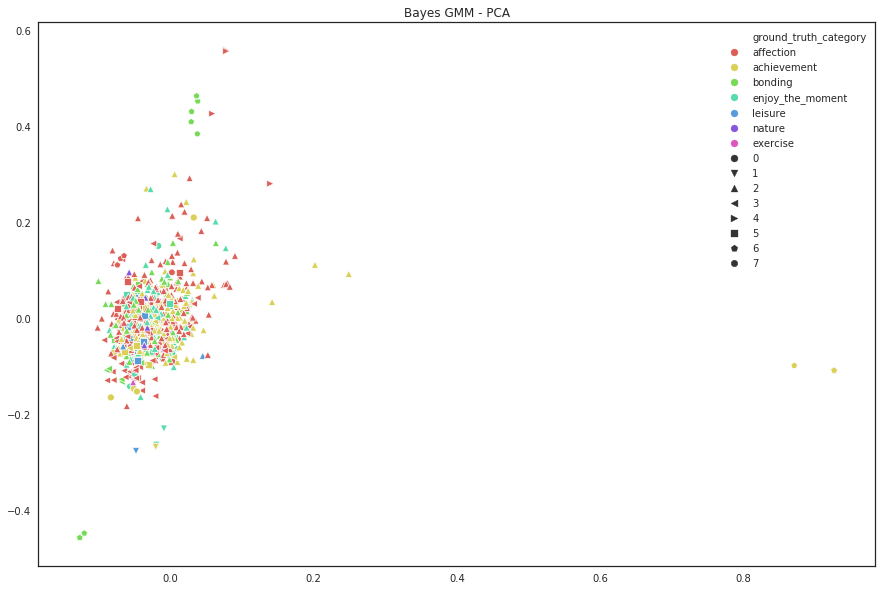 Bayes GMM - PCA
ground_truth_category
affection
achievement
bonding
enjoy_the_moment
leisure
nature
exercise
0
1
2
3
4
5
6
7
0.6
0.4
0.2
0.0
−0.2
−0.4
0.0 0.2 0.4 0.6 0.8